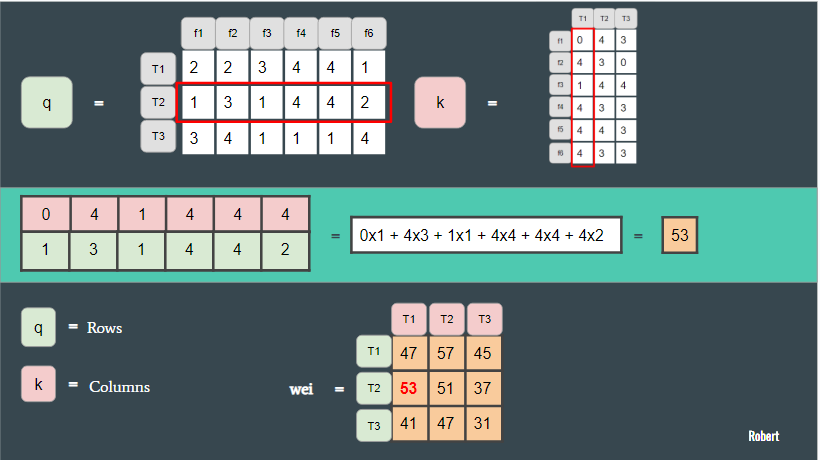 f1 f2 f3 f4 f5 f6
T1 2 2 3 4 4 1
q = T2 1 3 1 4 4 2
T3 3 4 1 1 1 4
T1 T2 T3
f1 0 4 3
f2 4 3 0
k = f3 1 4 4
f4 4 3 3
f5 4 4 3
f6 4 3 3
0 4 1 4 4 4
1 3 1 4 4 2
= 0x1 + 4x3 + 1x1 + 4x4 + 4x4 + 4x2 = 53
q = Rows
k = Columns
T1 T2 T3
T1 47 57 45
wei = T2 53 51 37
T3 41 47 31
Robert